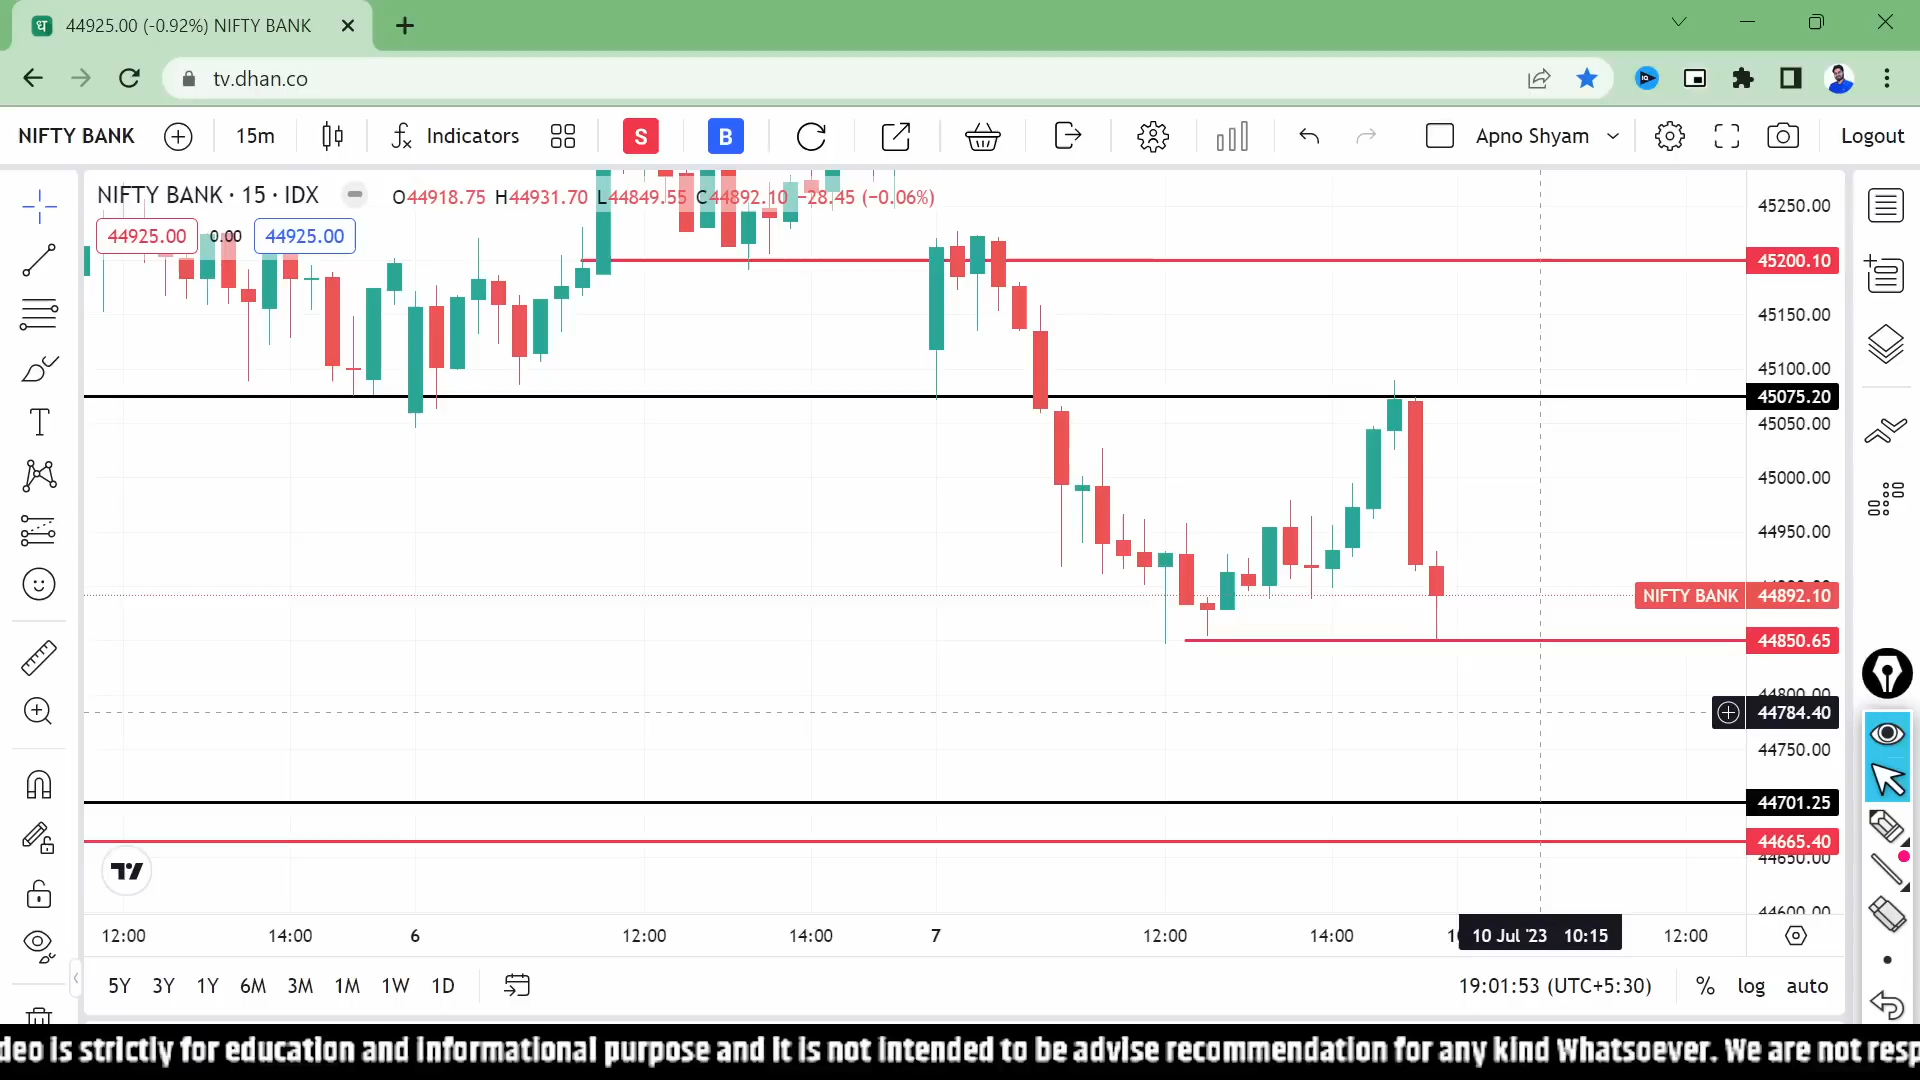 44925.00 (-0.92%) NIFTY BANK
tv.dhan.co
NIFTY BANK
15m
Indicators
S
B
Apno Shyam
Logout
NIFTY BANK · 15 · IDX
O44918.75 H44931.70 L44849.55 C44892.10 −28.45 (−0.06%)
44925.00 0.00 44925.00
45250.00
45200.10
45150.00
45100.00
45075.20
45050.00
45000.00
44950.00
NIFTY BANK 44892.10
44850.65
44800.00
44784.40
44750.00
44701.25
44665.40
44650.00
44600.00
12:00 14:00 6 12:00 14:00 7 12:00 14:00 10 Jul '23 10:15 12:00
5Y 3Y 1Y 6M 3M 1M 1W 1D
19:01:53 (UTC+5:30) % log auto
deo is strictly for education and informational purpose and it is not intended to be advise recommendation for any kind Whatsoever. We are not resp